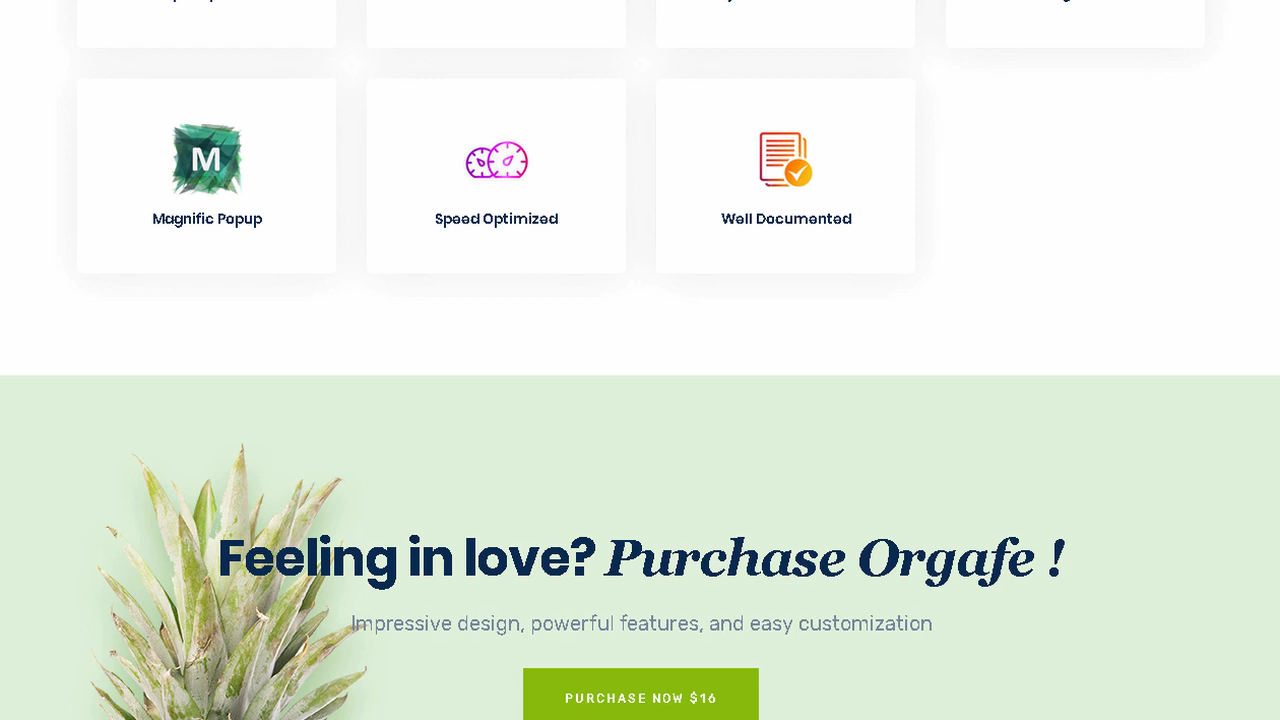 M
Magnific Popup
Speed Optimized
Well Documented
Feeling in love? Purchase Orgafe !
Impressive design, powerful features, and easy customization
PURCHASE NOW $16